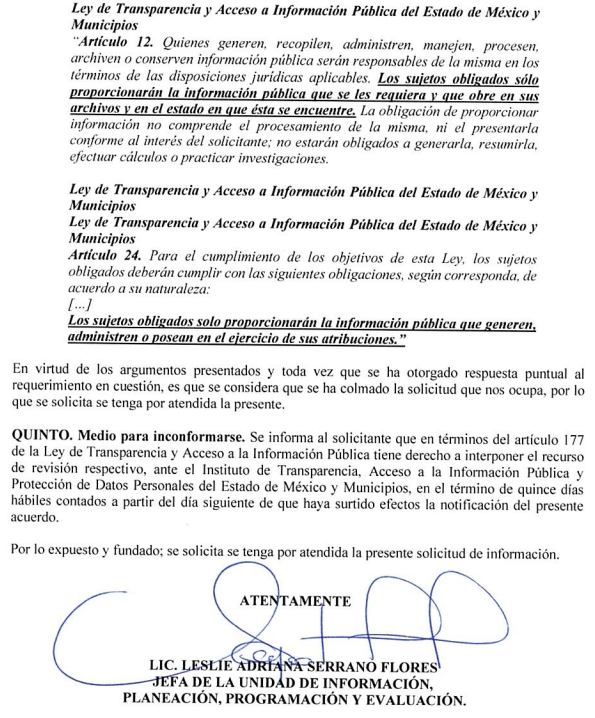 Ley de Transparencia y Acceso a Información Pública del Estado de México y
Municipios
“Artículo 12. Quienes generen, recopilen, administren, manejen, procesen,
archiven o conserven información pública serán responsables de la misma en los
términos de las disposiciones jurídicas aplicables. Los sujetos obligados sólo
proporcionarán la información pública que se les requiera y que obre en sus
archivos y en el estado en que ésta se encuentre. La obligación de proporcionar
información no comprende el procesamiento de la misma, ni el presentarla
conforme al interés del solicitante; no estarán obligados a generarla, resumirla,
efectuar cálculos o practicar investigaciones.
Ley de Transparencia y Acceso a Información Pública del Estado de México y
Municipios
Ley de Transparencia y Acceso a Información Pública del Estado de México y
Municipios
Artículo 24. Para el cumplimiento de los objetivos de esta Ley, los sujetos
obligados deberán cumplir con las siguientes obligaciones, según corresponda, de
acuerdo a su naturaleza:
[...]
Los sujetos obligados solo proporcionarán la información pública que generen,
administren o posean en el ejercicio de sus atribuciones.”
En virtud de los argumentos presentados y toda vez que se ha otorgado respuesta puntual al
requerimiento en cuestión, es que se considera que se ha colmado la solicitud que nos ocupa, por lo
que se solicita se tenga por atendida la presente.
QUINTO. Medio para inconformarse. Se informa al solicitante que en términos del artículo 177
de la Ley de Transparencia y Acceso a la Información Pública tiene derecho a interponer el recurso
de revisión respectivo, ante el Instituto de Transparencia, Acceso a la Información Pública y
Protección de Datos Personales del Estado de México y Municipios, en el término de quince días
hábiles contados a partir del día siguiente de que haya surtido efectos la notificación del presente
acuerdo.
Por lo expuesto y fundado; se solicita se tenga por atendida la presente solicitud de información.
ATENTAMENTE
LIC. LESLIE ADRIANA SERRANO FLORES
JEFA DE LA UNIDAD DE INFORMACIÓN,
PLANEACIÓN, PROGRAMACIÓN Y EVALUACIÓN.